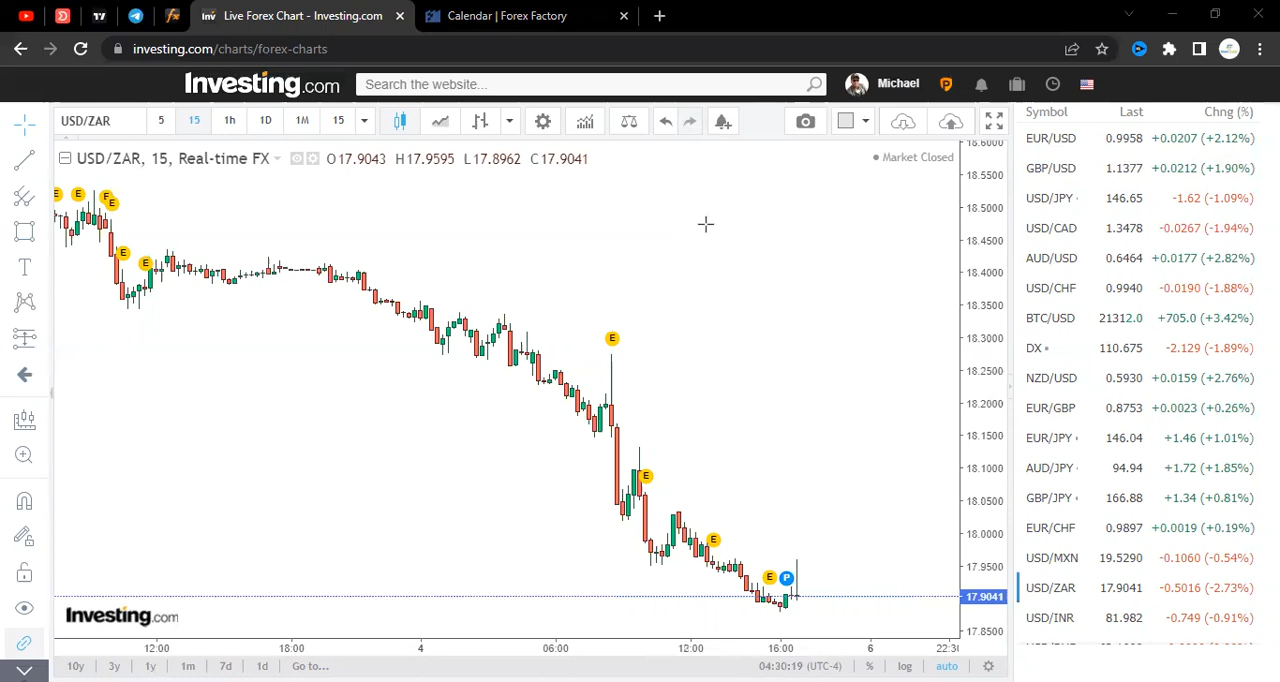 Live Forex Chart - Investing.com
Calendar | Forex Factory
investing.com/charts/forex-charts
Investing.com
Search the website...
Michael
USD/ZAR 5 15 1h 1D 1M 15
USD/ZAR, 15, Real-time FX O17.9043 H17.9595 L17.8962 C17.9041
Market Closed
18.6000
18.5500
18.5000
18.4500
18.4000
18.3500
18.3000
18.2500
18.2000
18.1500
18.1000
18.0500
18.0000
17.9500
17.9041
17.8500
E E E E E E E E E E P
Investing.com
12:00 18:00 4 06:00 12:00 16:00 6 22:30
10y 3y 1y 1m 7d 1d Go to... 04:30:19 (UTC-4) % log auto
Symbol Last Chng (%)
EUR/USD 0.9958 +0.0207 (+2.12%)
GBP/USD 1.1377 +0.0212 (+1.90%)
USD/JPY 146.65 -1.62 (-1.09%)
USD/CAD 1.3478 -0.0267 (-1.94%)
AUD/USD 0.6464 +0.0177 (+2.82%)
USD/CHF 0.9940 -0.0190 (-1.88%)
BTC/USD 21312.0 +705.0 (+3.42%)
DX 110.675 -2.129 (-1.89%)
NZD/USD 0.5930 +0.0159 (+2.76%)
EUR/GBP 0.8753 +0.0023 (+0.26%)
EUR/JPY 146.04 +1.46 (+1.01%)
AUD/JPY 94.94 +1.72 (+1.85%)
GBP/JPY 166.88 +1.34 (+0.81%)
EUR/CHF 0.9897 +0.0019 (+0.19%)
USD/MXN 19.5290 -0.1060 (-0.54%)
USD/ZAR 17.9041 -0.5016 (-2.73%)
USD/INR 81.982 -0.749 (-0.91%)